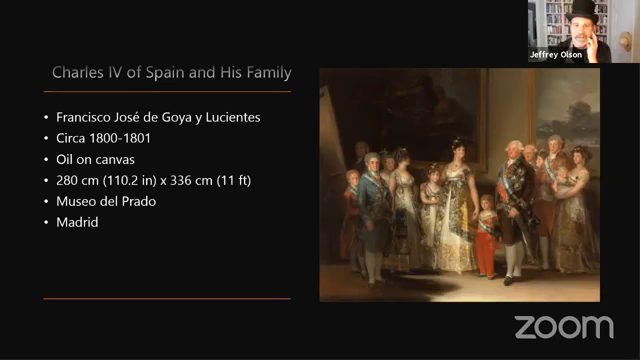 Jeffrey Olson
Charles IV of Spain and His Family
• Francisco José de Goya y Lucientes
• Circa 1800-1801
• Oil on canvas
• 280 cm (110.2 in) x 336 cm (11 ft)
• Museo del Prado
• Madrid
zoom